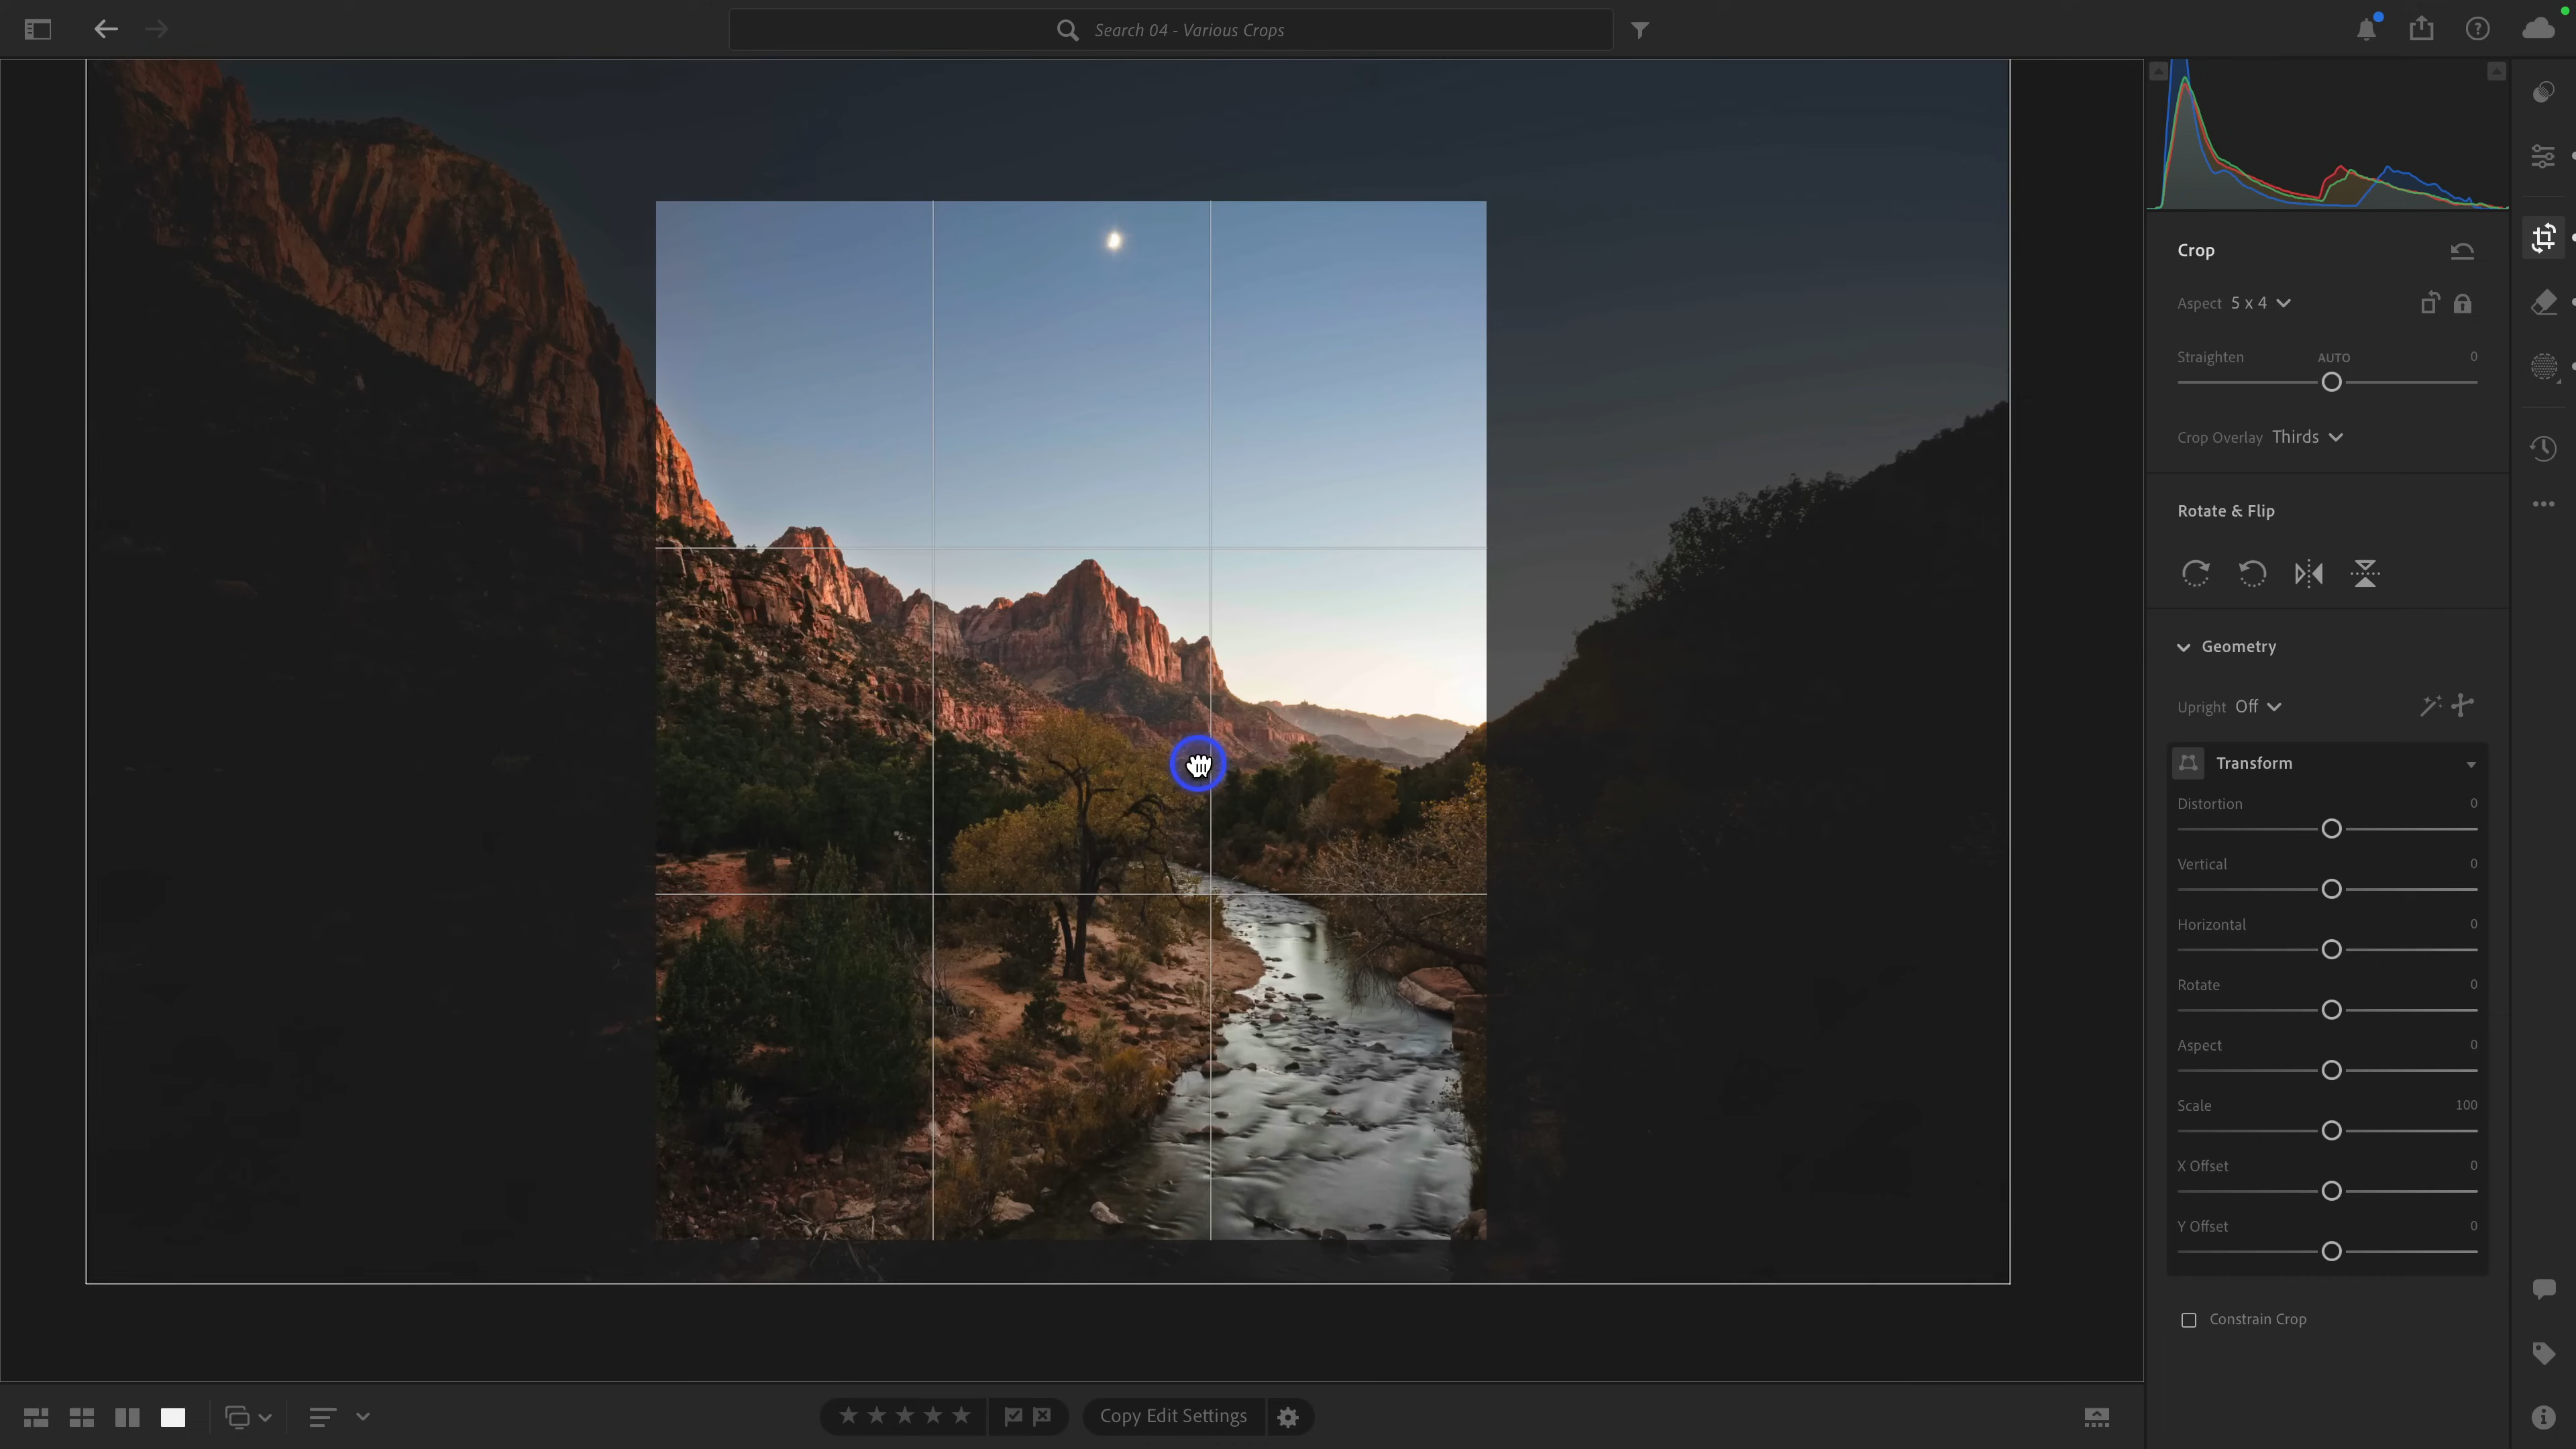 Search 04 - Various Crops
Crop
Aspect 5 x 4
Straighten AUTO 0
Crop Overlay Thirds
Rotate & Flip
Geometry
Upright Off
Transform
Distortion 0
Vertical 0
Horizontal 0
Rotate 0
Aspect 0
Scale 100
X Offset 0
Y Offset 0
Constrain Crop
Copy Edit Settings